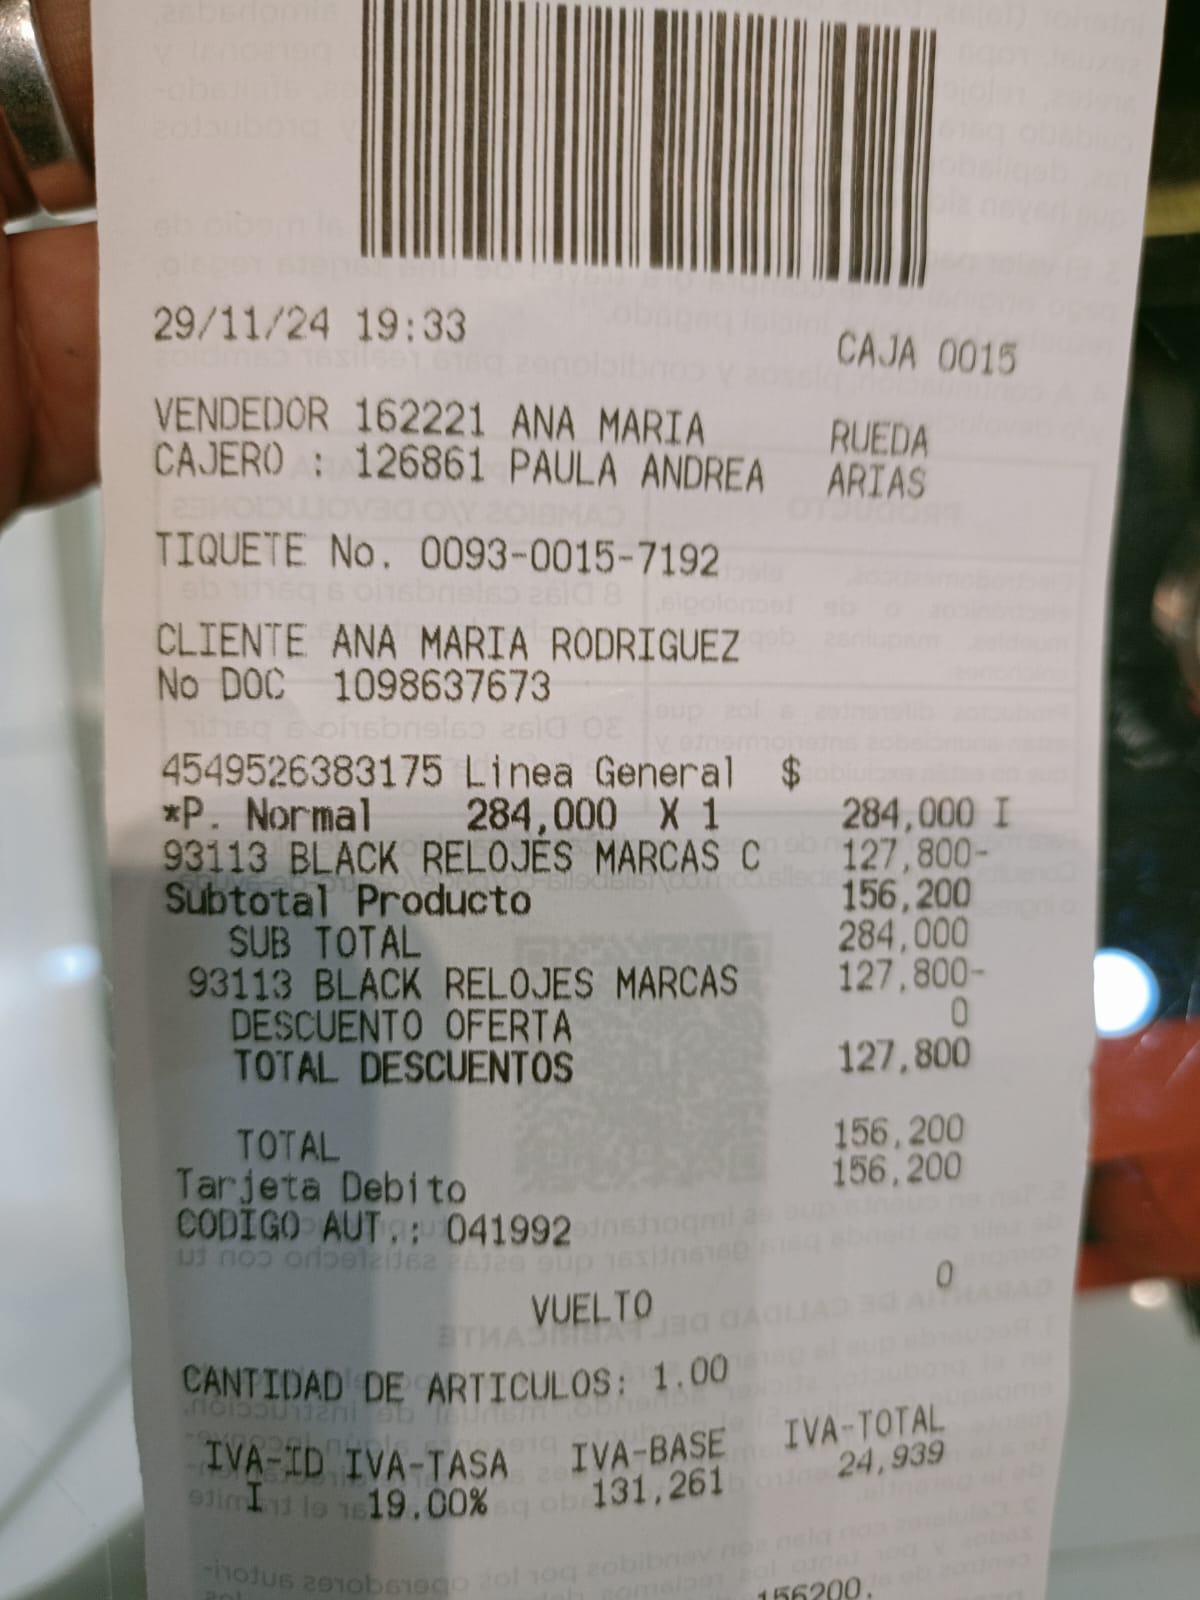 29/11/24 19:33 CAJA 0015
VENDEDOR 162221 ANA MARIA RUEDA
CAJERO : 126861 PAULA ANDREA ARIAS
TIQUETE No. 0093-0015-7192
CLIENTE ANA MARIA RODRIGUEZ
No DOC 1098637673
4549526383175 Linea General $
*P. Normal 284,000 X 1 284,000 I
93113 BLACK RELOJES MARCAS C 127,800-
Subtotal Producto 156,200
SUB TOTAL 284,000
93113 BLACK RELOJES MARCAS 127,800-
DESCUENTO OFERTA 0
TOTAL DESCUENTOS 127,800
TOTAL 156,200
Tarjeta Debito 156,200
CODIGO AUT.: 041992
VUELTO 0
CANTIDAD DE ARTICULOS: 1.00
IVA-ID IVA-TASA IVA-BASE IVA-TOTAL
I 19.00% 131,261 24,939
156200.